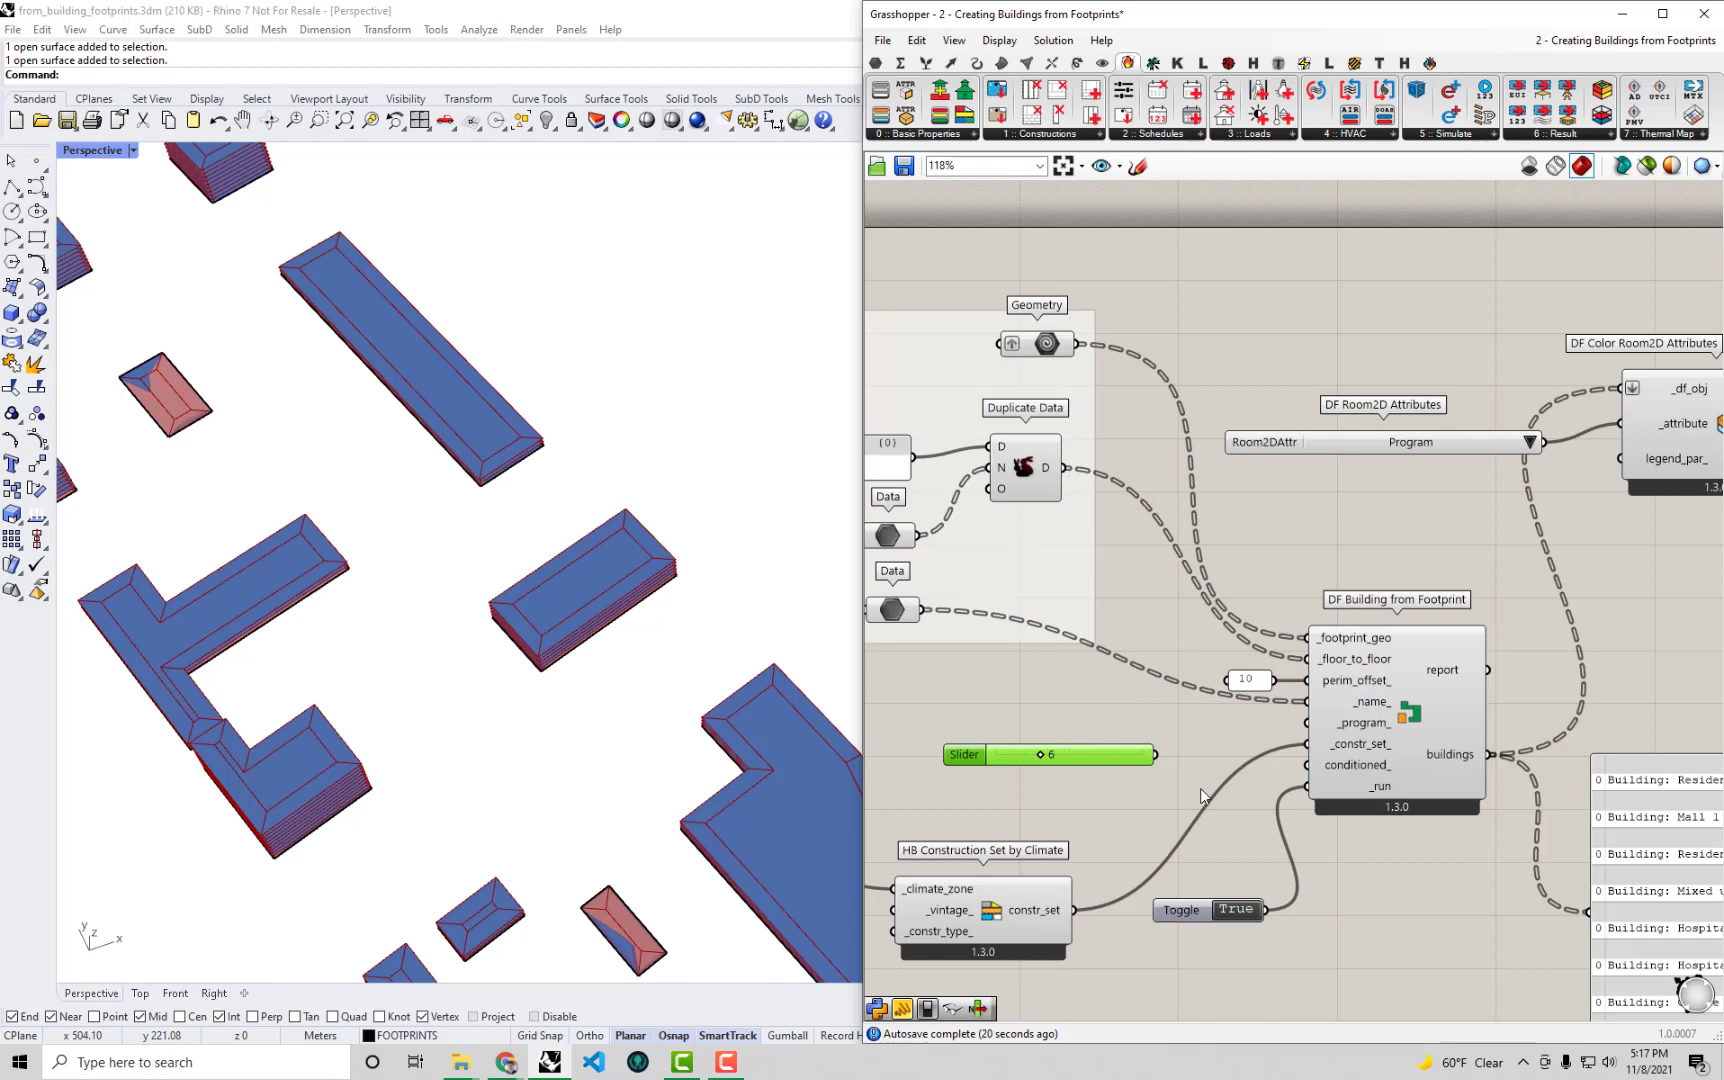 from_building_footprints.3dm (210 KB) - Rhino 7 Not For Resale - [Perspective]
File Edit View Curve Surface SubD Solid Mesh Dimension Transform Tools Analyze Render Panels Help
1 open surface added to selection.
1 open surface added to selection.
Command:
Standard CPlanes Set View Display Select Viewport Layout Visibility Transform Curve Tools Surface Tools Solid Tools SubD Tools Mesh Tools
Perspective
y
z
x
Perspective Top Front Right
End Near Point Mid Cen Int Perp Tan Quad Knot Vertex Project Disable
CPlane x 504.10 y 221.08 z 0 Meters FOOTPRINTS Grid Snap Ortho Planar Osnap SmartTrack Gumball Record H
Grasshopper - 2 - Creating Buildings from Footprints*
File Edit View Display Solution Help
2 - Creating Buildings from Footprints
K L H T L T H
0 :: Basic Properties 1 :: Constructions 2 :: Schedules 3 :: Loads 4 :: HVAC 5 :: Simulate 6 :: Result 7 :: Thermal Map
118%
Geometry
DF Color Room2D Attributes
_df_obj
_attribute
legend_par_
1.3.0
DF Room2D Attributes
Room2DAttr Program
Duplicate Data
{0}
D
N
O
D
Data
Data
DF Building from Footprint
_footprint_geo
_floor_to_floor
perim_offset_
_name_
_program_
_constr_set_
conditioned_
_run
report
buildings
1.3.0
10
Slider 6
HB Construction Set by Climate
_climate_zone
_vintage_
_constr_type_
constr_set
1.3.0
Toggle True
0 Building: Resider
0 Building: Mall 1
0 Building: Resider
0 Building: Mixed u
0 Building: Hospita
0 Building: Hospita
0 Building:
Autosave complete (20 seconds ago)
1.0.0007
Type here to search
60°F Clear
5:17 PM
11/8/2021
2